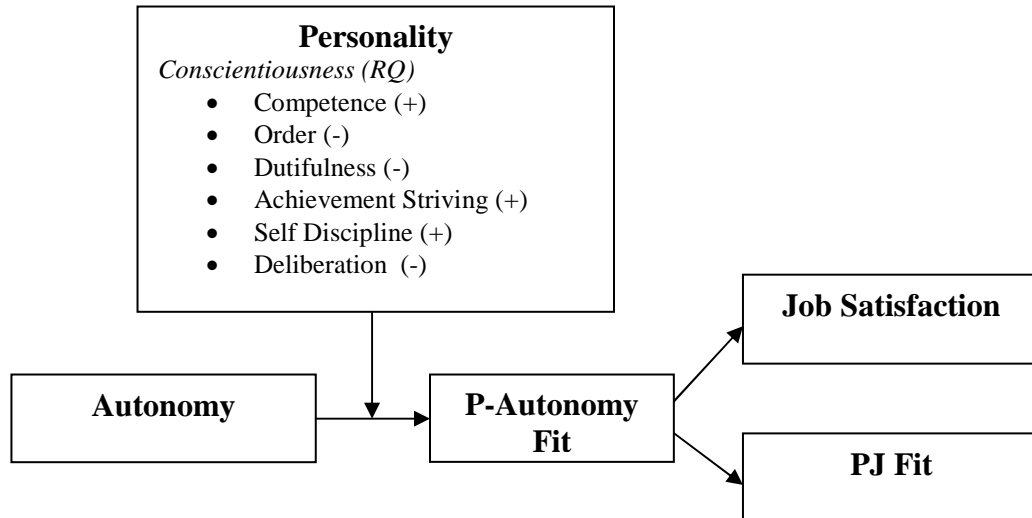 Personality
Conscientiousness (RQ)
• Competence (+)
• Order (-)
• Dutifulness (-)
• Achievement Striving (+)
• Self Discipline (+)
• Deliberation (-)
Job Satisfaction
Autonomy
P-Autonomy
Fit
PJ Fit